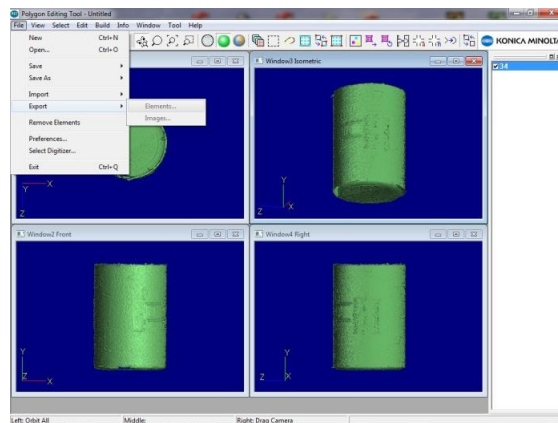 Polygon Editing Tool - Untitled
File View Select Edit Build Info Window Tool Help
New Ctrl+N
Open... Ctrl+O
Save
Save As
Import
Export
Elements...
Images...
Remove Elements
Preferences...
Select Digitizer...
Exit Ctrl+Q
KONICA MINOLTA
Window3 Isometric
34
Y
X
Z
Y
Z X
Window2 Front
Window4 Right
Y
Z X
Y
Z X
Left: Orbit All Middle: Right: Drag Camera